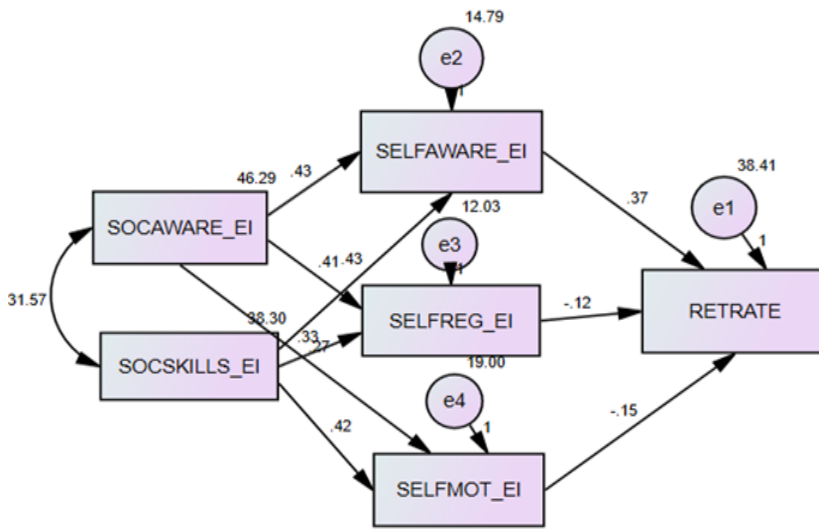 14.79
e2
1
SELFAWARE_EI
46.29
.43
12.03
.37
38.41
e1
1
SOCAWARE_EI
e3
1
.41
.43
31.57
SELFREG_EI
-.12
RETRATE
38.30
.33
.27
SOCSKILLS_EI
19.00
e4
1
.42
-.15
SELFMOT_EI